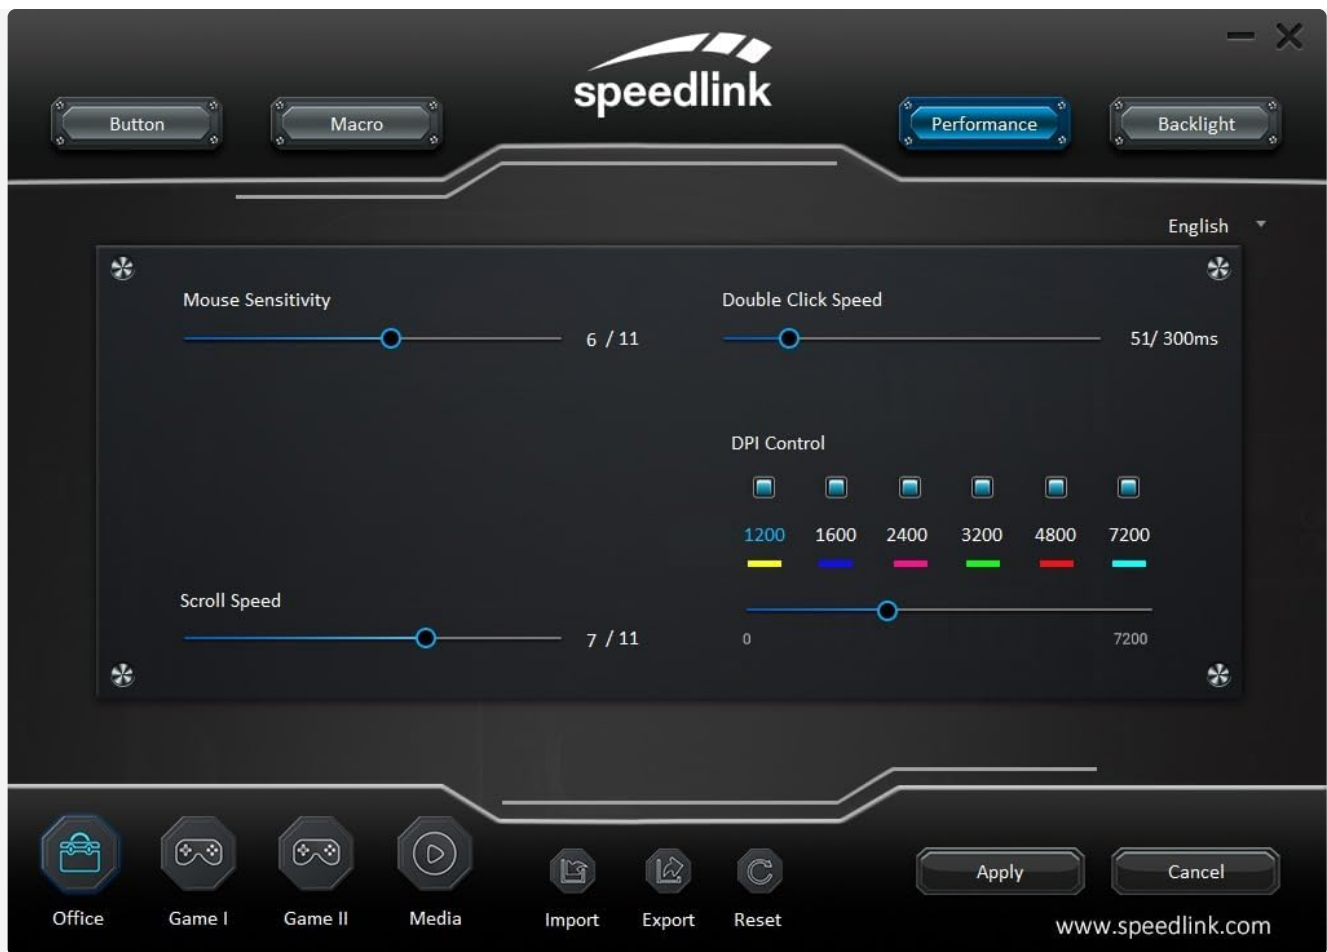 speedlink
Button Macro Performance Backlight
English
Mouse Sensitivity Double Click Speed
6 / 11 51/ 300ms
DPI Control
1200 1600 2400 3200 4800 7200
Scroll Speed
7 / 11
0 7200
Apply Cancel
Office Game I Game II Media Import Export Reset
www.speedlink.com